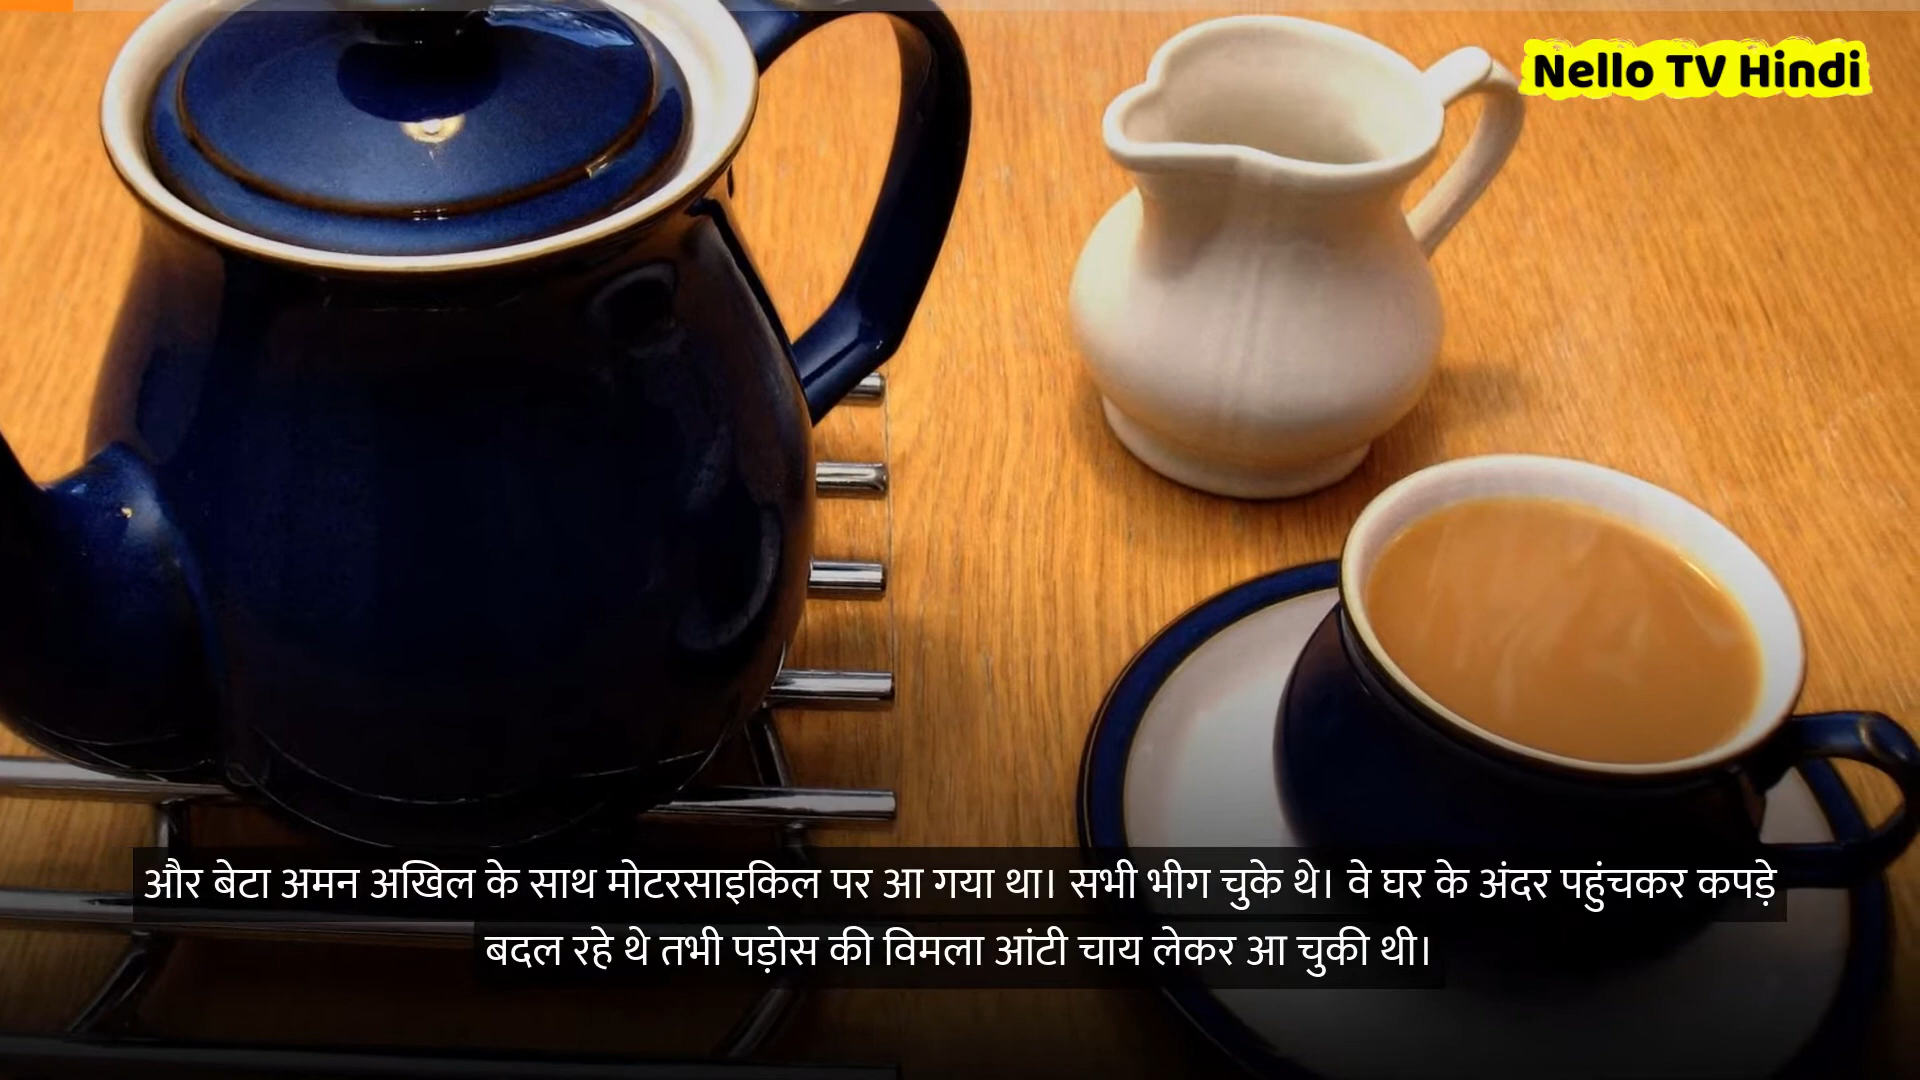 Nello TV Hindi
और बेटा अमन अखिल के साथ मोटरसाइकिल पर आ गया था। सभी भीग चुके थे। वे घर के अंदर पहुंचकर कपड़े
बदल रहे थे तभी पड़ोस की विमला आंटी चाय लेकर आ चुकी थी।